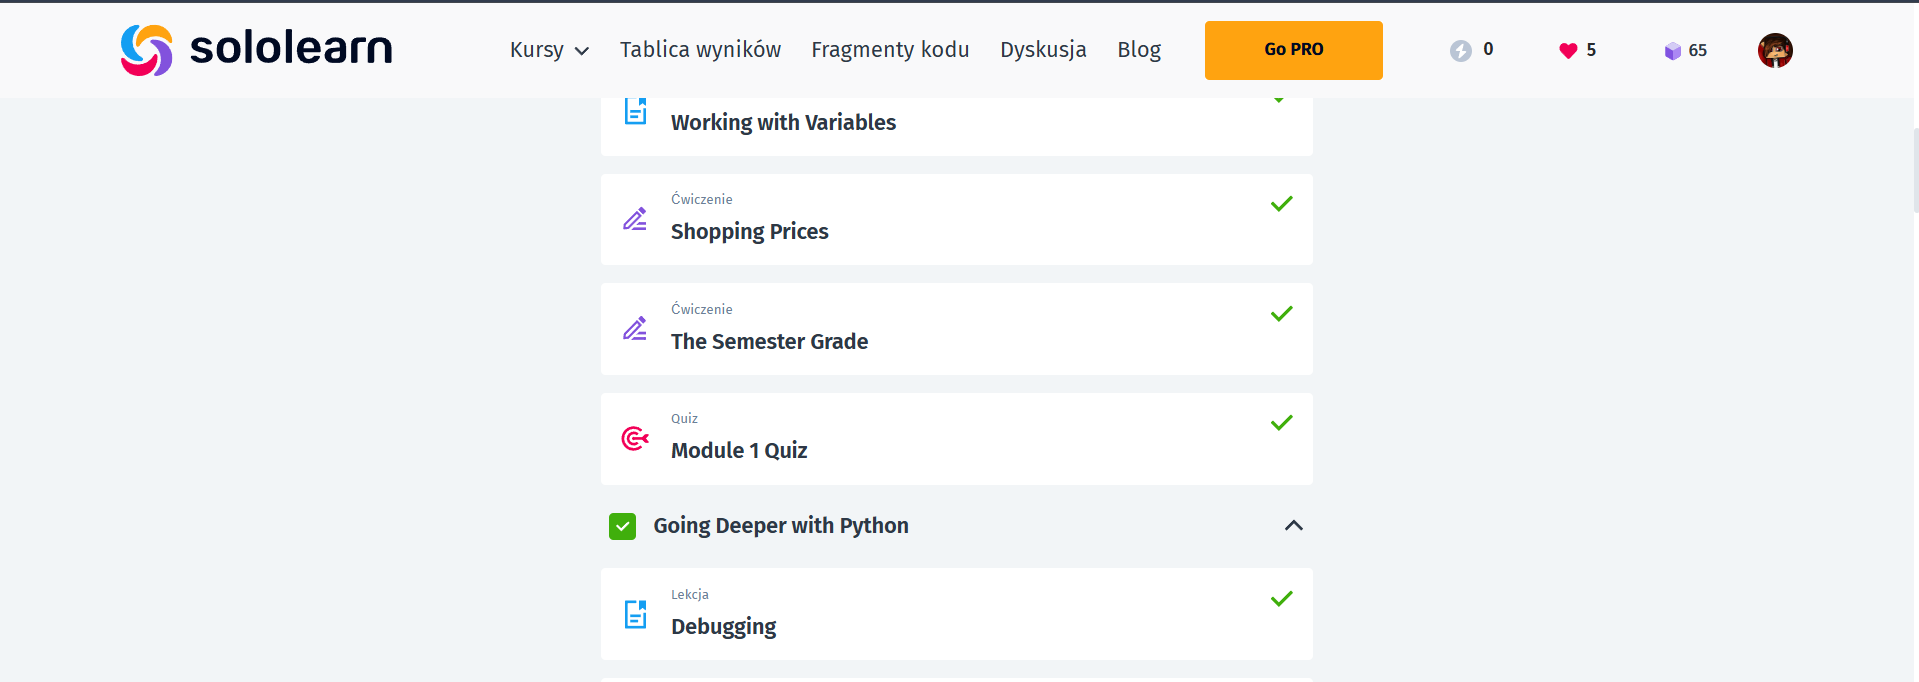 sololearn
Kursy Tablica wyników Fragmenty kodu Dyskusja Blog Go PRO 0 5 65
Working with Variables
Ćwiczenie
Shopping Prices
Ćwiczenie
The Semester Grade
Quiz
Module 1 Quiz
Going Deeper with Python
Lekcja
Debugging